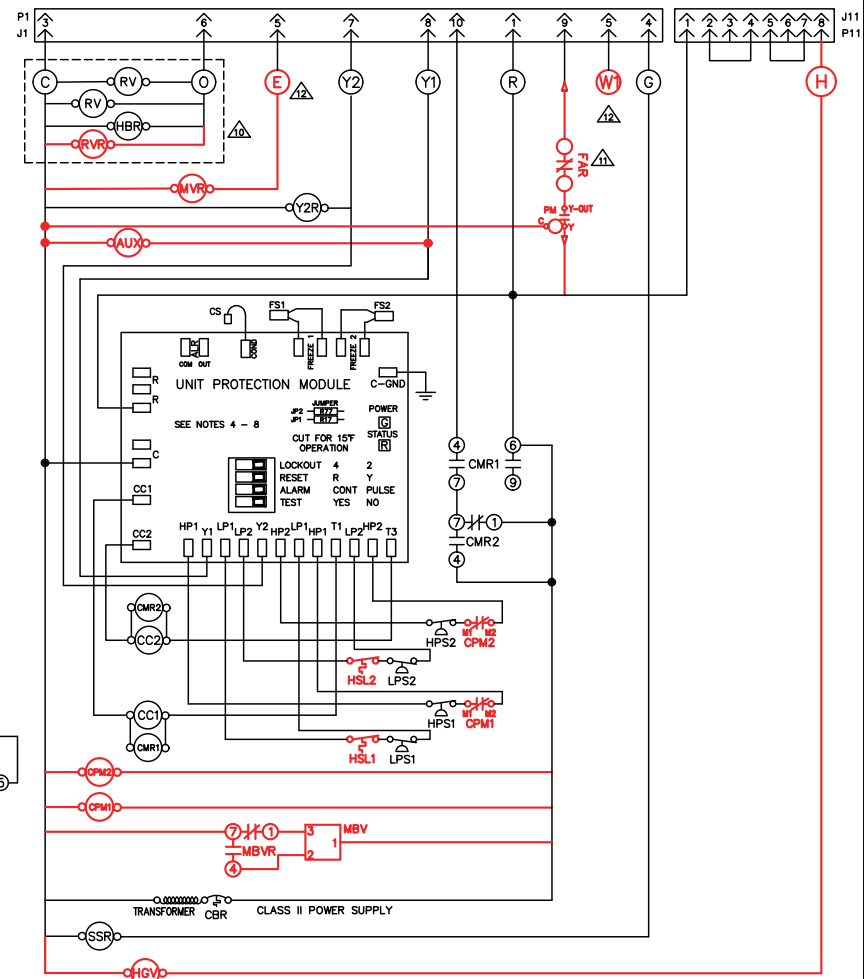 P1 3 6 5 7 8 10 1 9 5 4 1 2 3 4 5 6 7 8 J11
J1 P11
C RV O E 12 Y2 Y1 R W1 G H
RV
12
HBR
10
RVR
FAR
11
MVR
Y2R
PM Y-OUT
C Y
AUX
CS FS1 FS2
ALR
COM OUT
COND
FREEZE 1
FREEZE 2
R
UNIT PROTECTION MODULE
C-GND
R
JUMPER
JP2 R77
JP1 R17
POWER
G
SEE NOTES 4 - 8
STATUS
R
CUT FOR 15°F
OPERATION
C
LOCKOUT 4 2
RESET R Y
ALARM CONT PULSE
TEST YES NO
CC1
CC2
HP1 Y1 LP1 LP2 Y2 HP2 LP1 HP1 T1 LP2 HP2 T3
4 6
CMR1
7 9
7 1
CMR2
4
CMR2
CC2
HPS2
M1 M2
CPM2
HSL2 LPS2
CC1
CMR1
HPS1
M1 M2
CPM1
HSL1 LPS1
CPM2
CPM1
7 1 3 MBV
MBVR 1
4 2
TRANSFORMER CBR CLASS II POWER SUPPLY
SSR
HGV